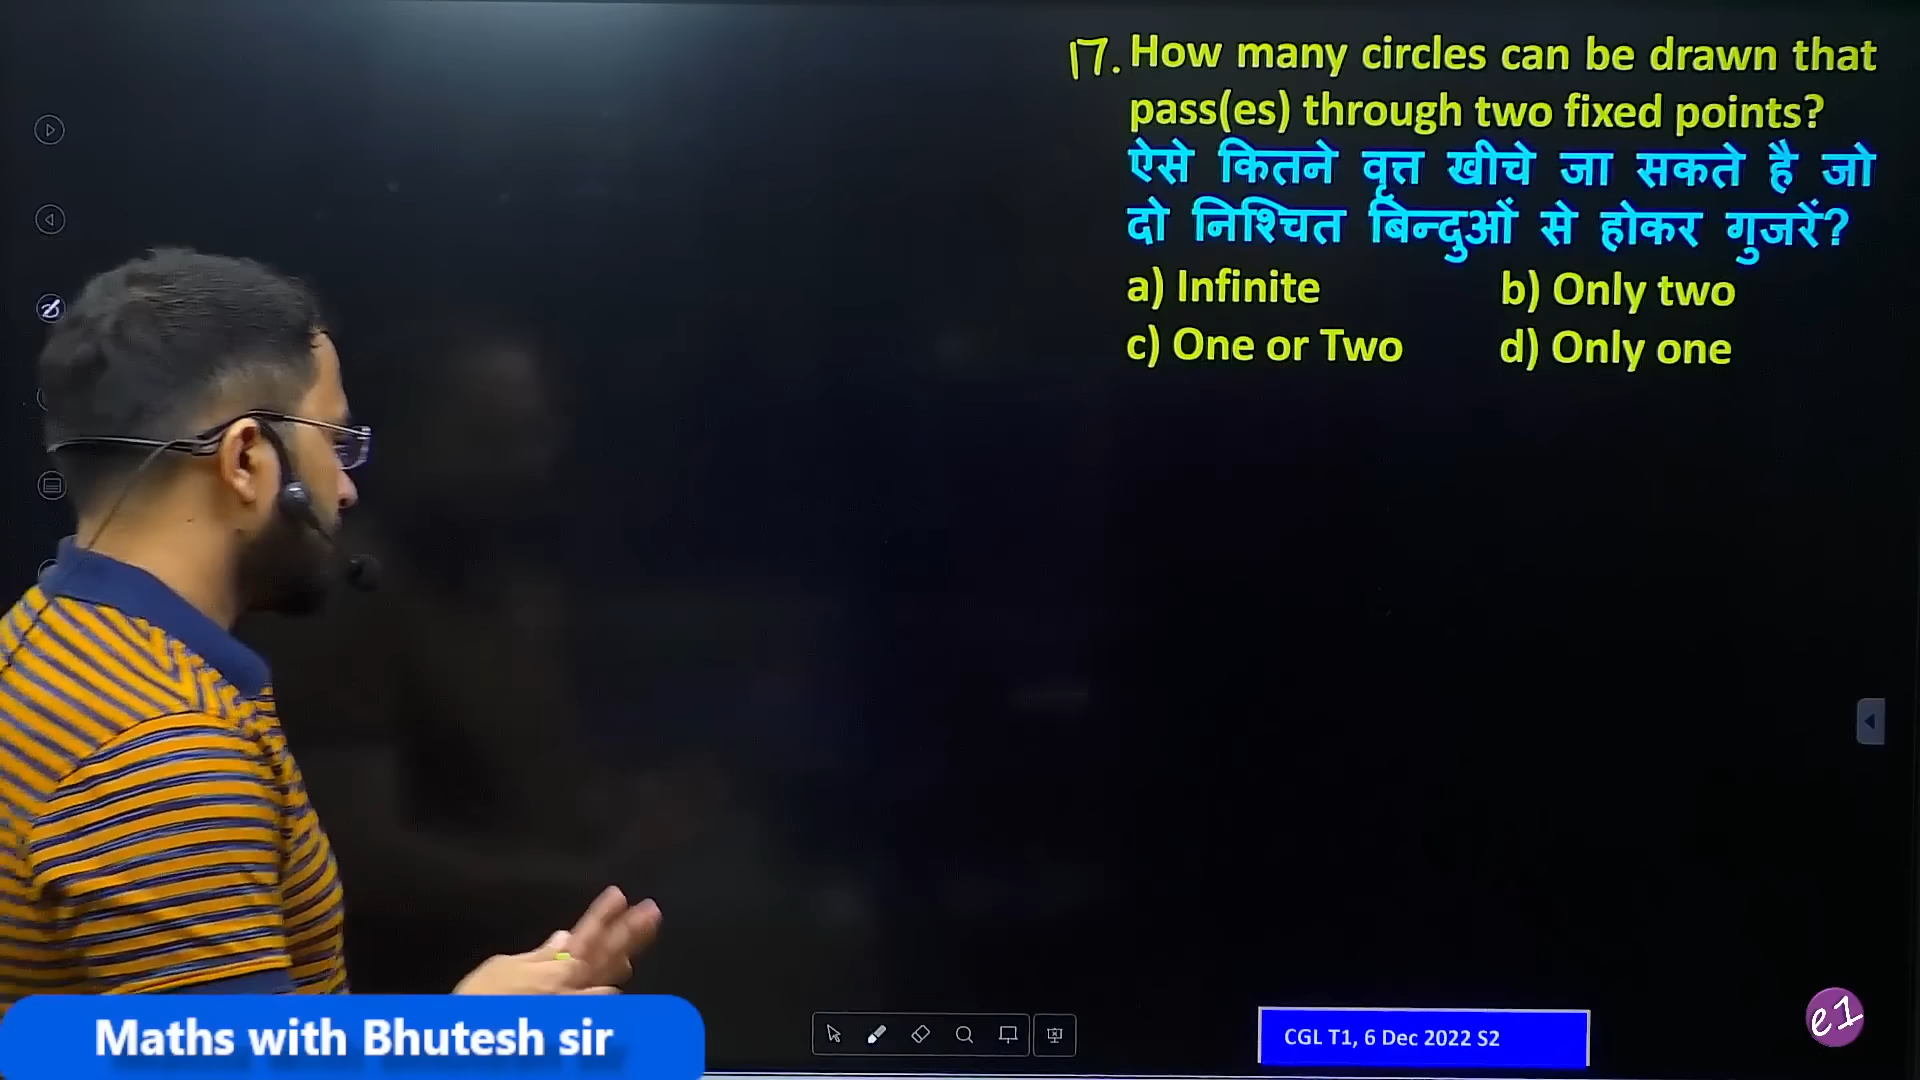 17. How many circles can be drawn that
pass(es) through two fixed points?
ऐसे कितने वृत्त खीचे जा सकते है जो
दो निश्चित बिन्दुओं से होकर गुजरें?
a) Infinite b) Only two
c) One or Two d) Only one
Maths with Bhutesh sir
CGL T1, 6 Dec 2022 S2
e1